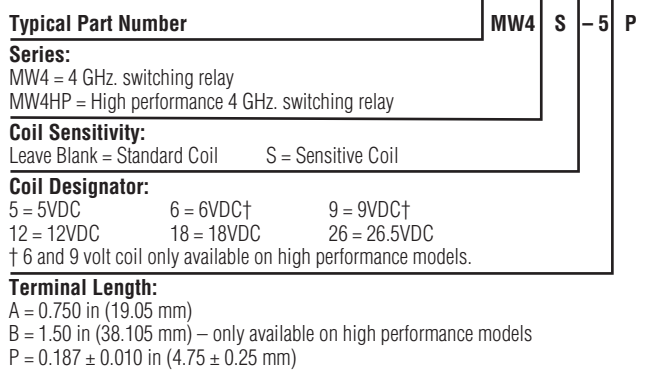 Typical Part Number MW4 S – 5 P
Series:
MW4 = 4 GHz. switching relay
MW4HP = High performance 4 GHz. switching relay
Coil Sensitivity:
Leave Blank = Standard Coil S = Sensitive Coil
Coil Designator:
5 = 5VDC 6 = 6VDC† 9 = 9VDC†
12 = 12VDC 18 = 18VDC 26 = 26.5VDC
† 6 and 9 volt coil only available on high performance models.
Terminal Length:
A = 0.750 in (19.05 mm)
B = 1.50 in (38.105 mm) – only available on high performance models
P = 0.187 ± 0.010 in (4.75 ± 0.25 mm)